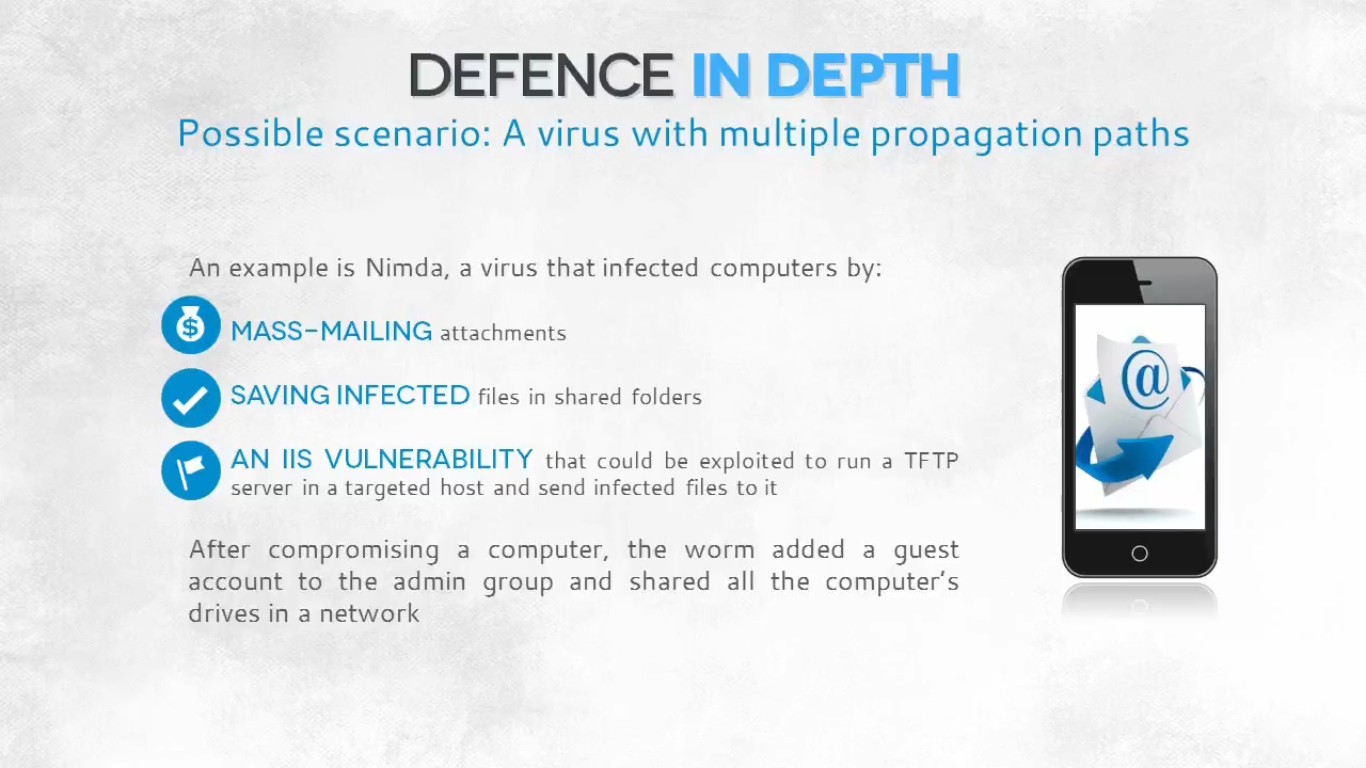 DEFENCE IN DEPTH
Possible scenario: A virus with multiple propagation paths
An example is Nimda, a virus that infected computers by:
$
MASS-MAILING attachments
SAVING INFECTED files in shared folders
AN IIS VULNERABILITY that could be exploited to run a TFTP
server in a targeted host and send infected files to it
After compromising a computer, the worm added a guest
account to the admin group and shared all the computer's
drives in a network
@